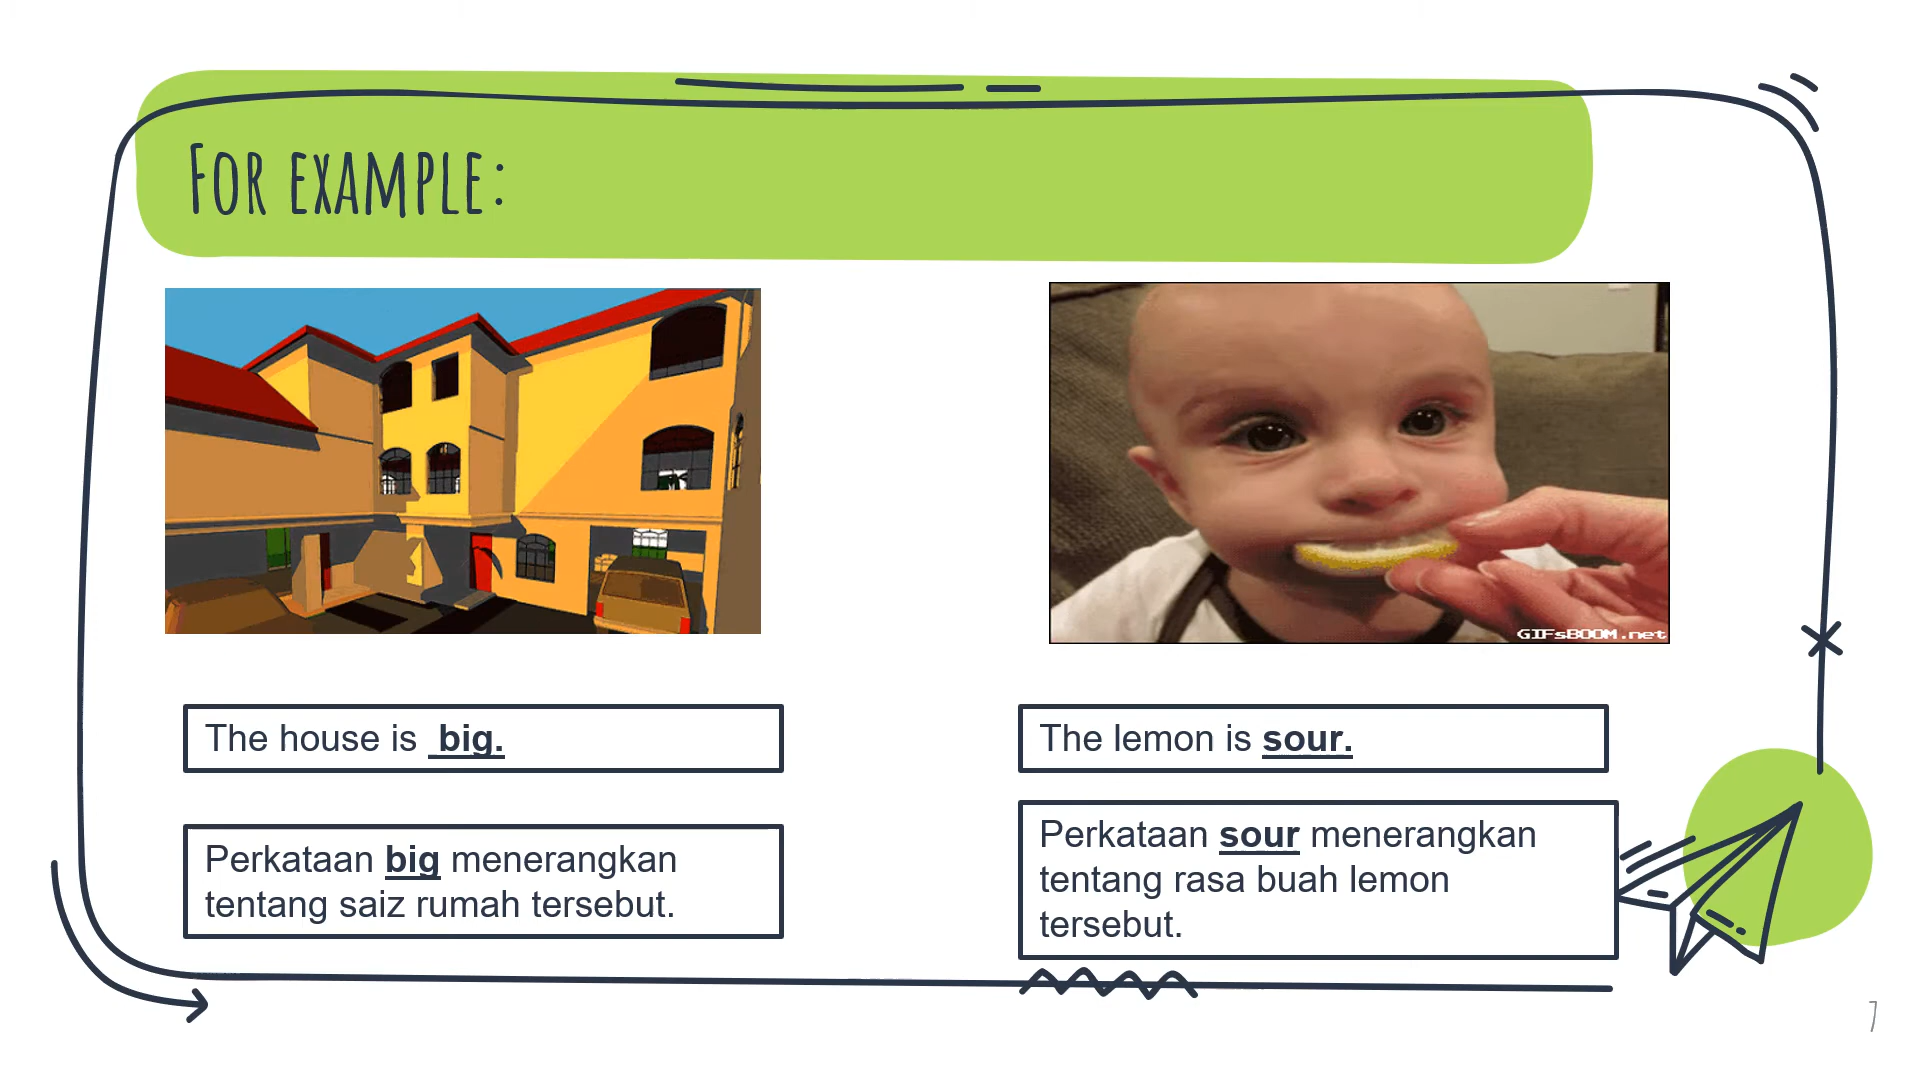 For example:
GIFsBOOM.net
The house is  big.
The lemon is sour.
Perkataan big menerangkan
tentang saiz rumah tersebut.
Perkataan sour menerangkan
tentang rasa buah lemon
tersebut.
7